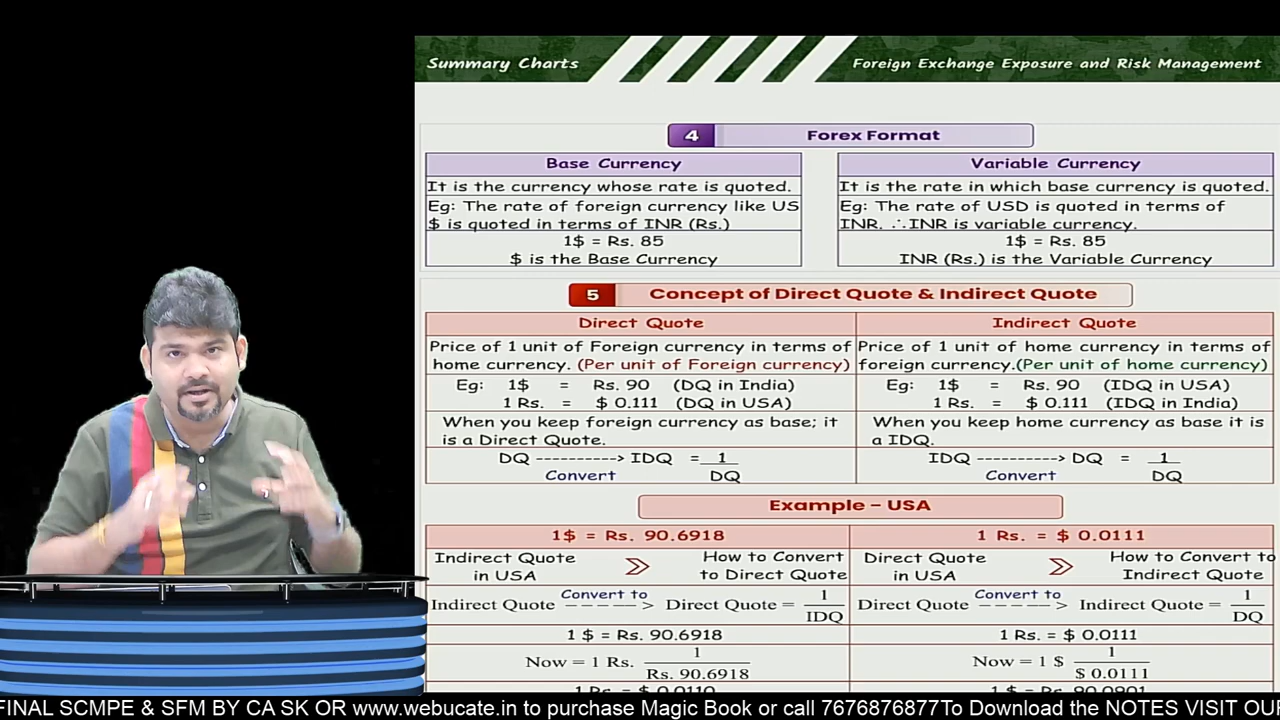 Summary Charts
Foreign Exchange Exposure and Risk Management
4 Forex Format
Base Currency
It is the currency whose rate is quoted.
Eg: The rate of foreign currency like US
$ is quoted in terms of INR (Rs.)
1$ = Rs. 85
$ is the Base Currency
Variable Currency
It is the rate in which base currency is quoted.
Eg: The rate of USD is quoted in terms of
INR. ∴INR is variable currency.
1$ = Rs. 85
INR (Rs.) is the Variable Currency
5 Concept of Direct Quote & Indirect Quote
Direct Quote
Price of 1 unit of Foreign currency in terms of
home currency. (Per unit of Foreign currency)
Eg: 1$ = Rs. 90 (DQ in India)
1 Rs. = $ 0.111 (DQ in USA)
When you keep foreign currency as base; it
is a Direct Quote.
DQ ----------> IDQ = 1
Convert DQ
Indirect Quote
Price of 1 unit of home currency in terms of
foreign currency.(Per unit of home currency)
Eg: 1$ = Rs. 90 (IDQ in USA)
1 Rs. = $ 0.111 (IDQ in India)
When you keep home currency as base it is
a IDQ.
IDQ ----------> DQ = 1
Convert DQ
Example - USA
1$ = Rs. 90.6918
Indirect Quote
in USA
How to Convert
to Direct Quote
Convert to
Indirect Quote -----> Direct Quote = 1
IDQ
1 $ = Rs. 90.6918
Now = 1 Rs. 1
Rs. 90.6918
1 Rs. = $ 0.0110
1 Rs. = $ 0.0111
Direct Quote
in USA
How to Convert to
Indirect Quote
Convert to
Direct Quote -----> Indirect Quote = 1
DQ
1 Rs. = $ 0.0111
Now = 1 $ 1
$ 0.0111
1 $ = Rs. 90.0901
FINAL SCMPE & SFM BY CA SK OR www.webucate.in to purchase Magic Book or call 7676876877To Download the NOTES VISIT OUR